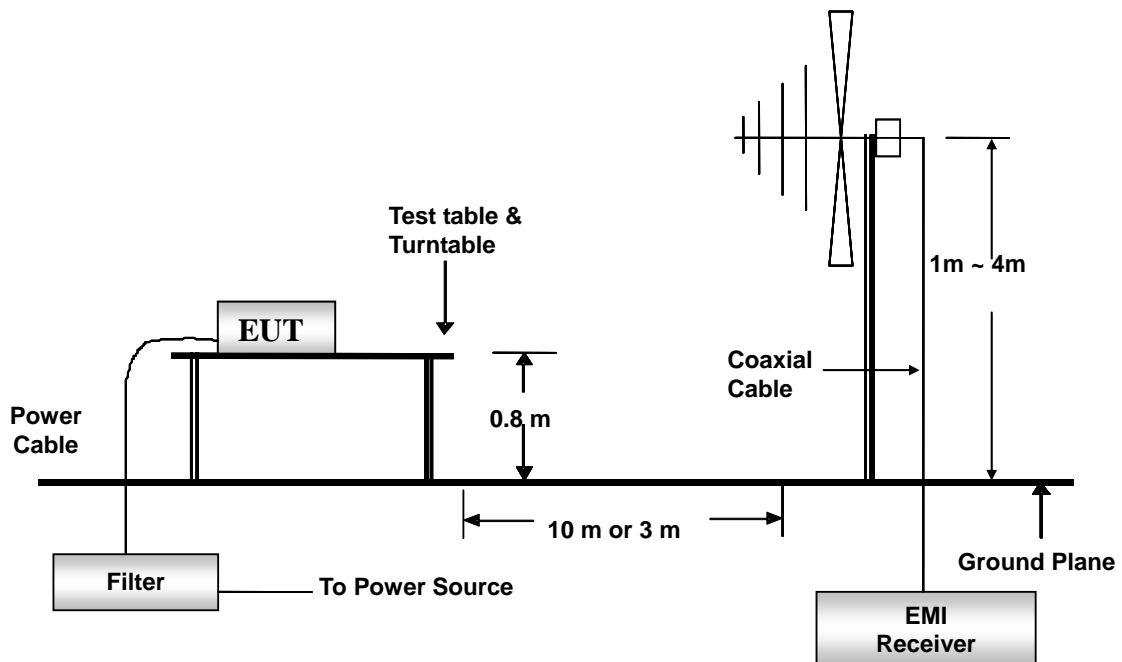 Test table &
Turntable
1m ~ 4m
EUT
Coaxial
Cable
0.8 m
Power
Cable
10 m or 3 m
Ground Plane
Filter
To Power Source
EMI
Receiver